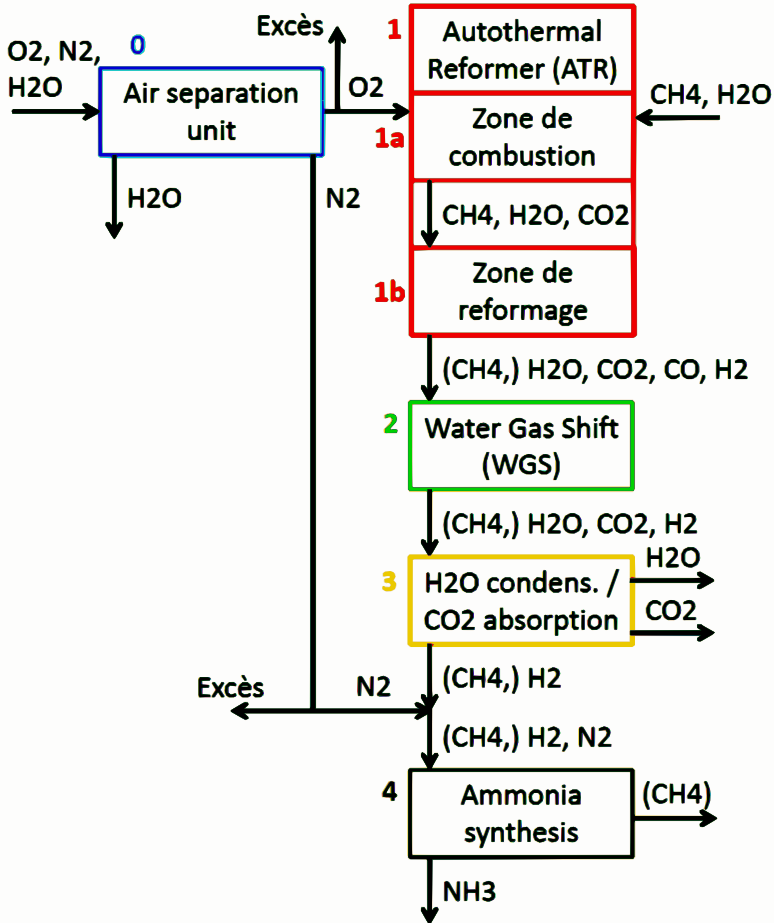 0
O2, N2,
H2O
Air separation
unit
Excès
O2
H2O
N2
1
Autothermal
Reformer (ATR)
1a
Zone de
combustion
CH4, H2O
CH4, H2O, CO2
1b
Zone de
reformage
(CH4,) H2O, CO2, CO, H2
2
Water Gas Shift
(WGS)
(CH4,) H2O, CO2, H2
3
H2O condens. /
CO2 absorption
H2O
CO2
(CH4,) H2
Excès
N2
(CH4,) H2, N2
4
Ammonia
synthesis
(CH4)
NH3